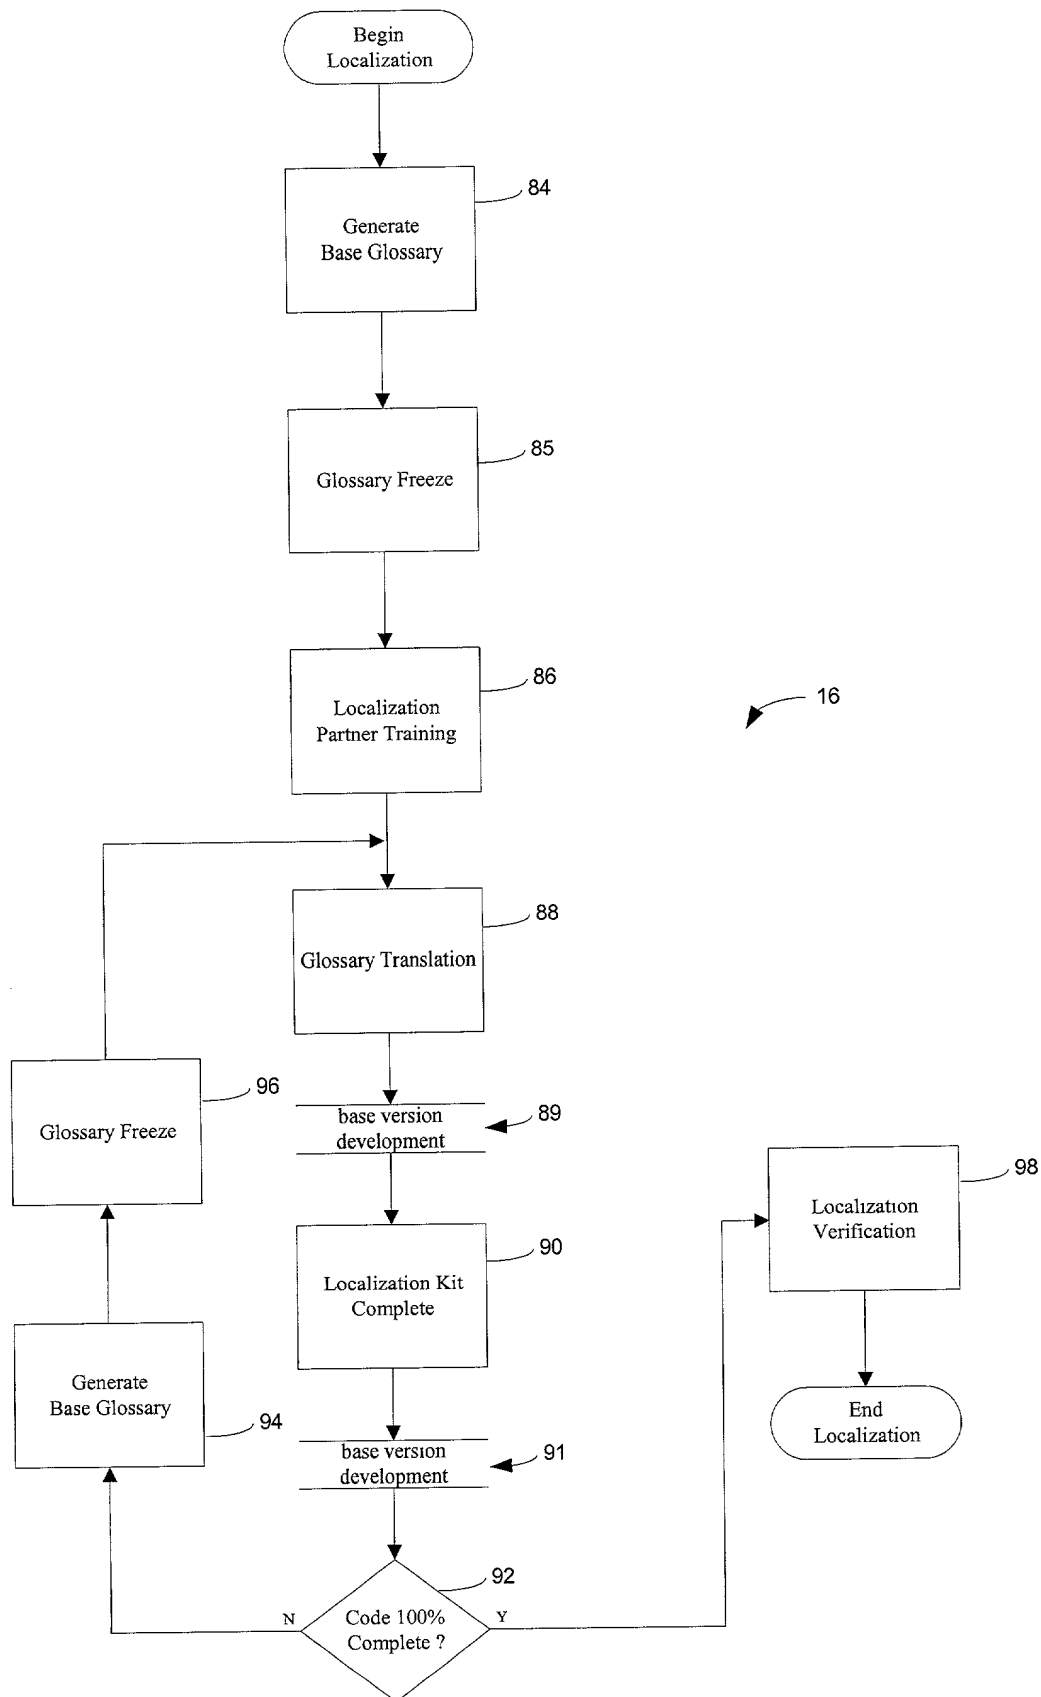 Begin
Localization
84
Generate
Base Glossary
85
Glossary Freeze
86
Localization
Partner Training
16
88
Glossary Translation
96
Glossary Freeze
base version
development
89
98
Localization
Verification
90
Localization Kit
Complete
Generate
Base Glossary
94
base version
development
91
End
Localization
92
N
Code 100%
Complete ?
Y